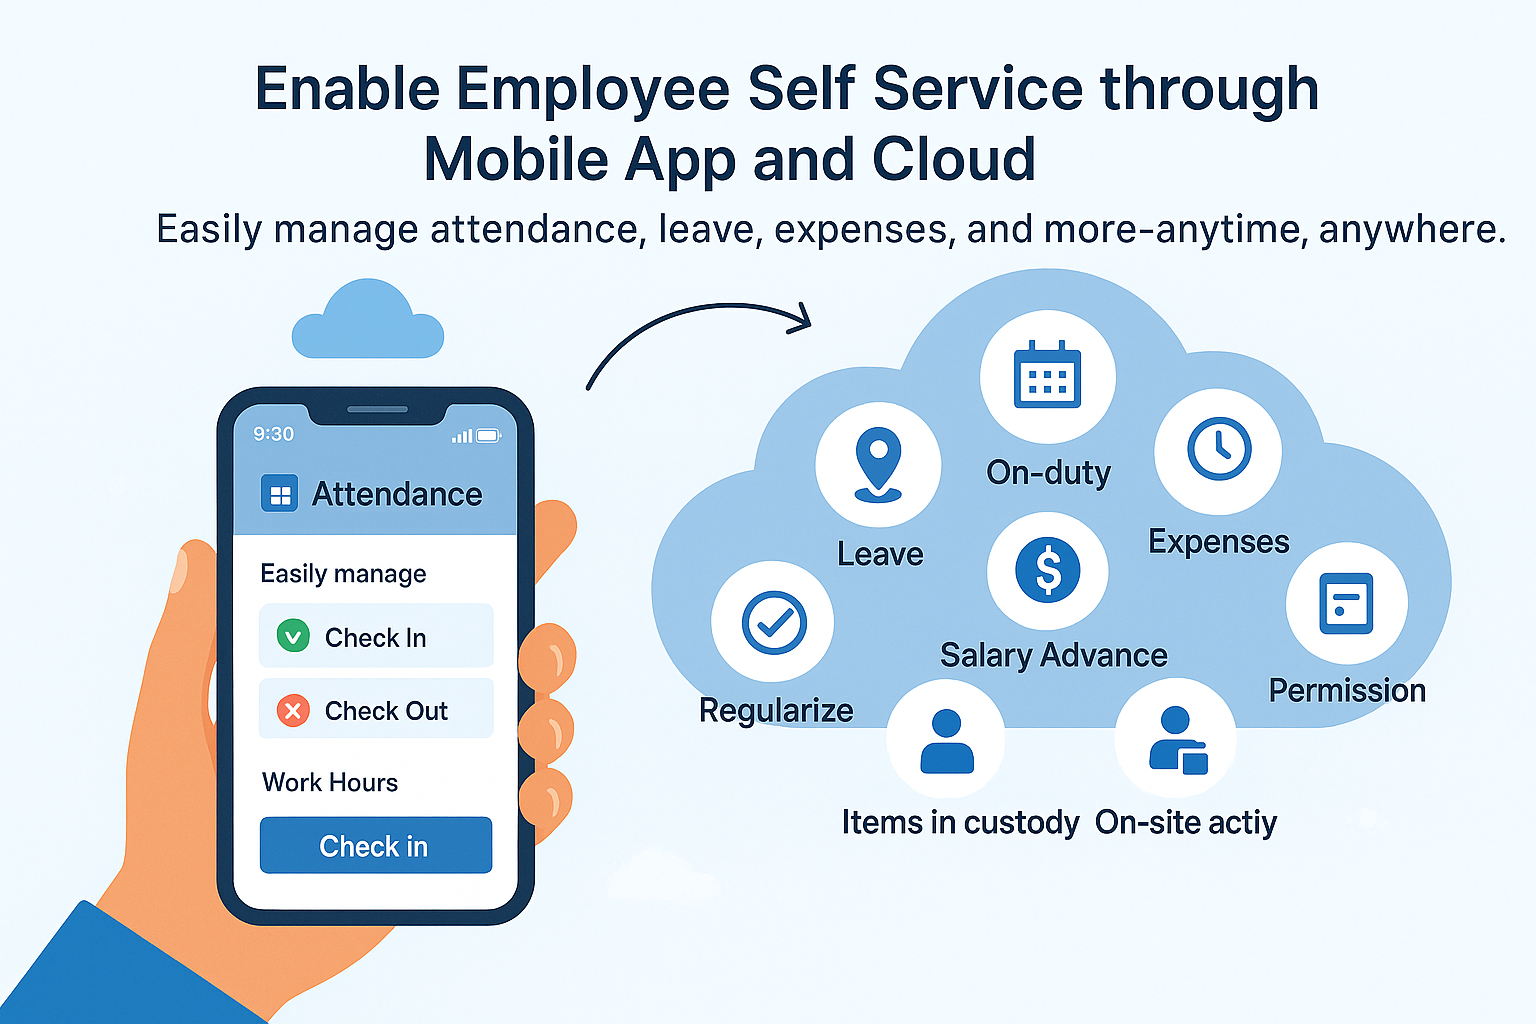 Enable Employee Self Service through
Mobile App and Cloud
Easily manage attendance, leave, expenses, and more-anytime, anywhere.
9:30
Attendance
Easily manage
Check In
Check Out
Work Hours
Check in
On-duty
Leave
Expenses
Salary Advance
Regularize
Permission
Items in custody
On-site actiy